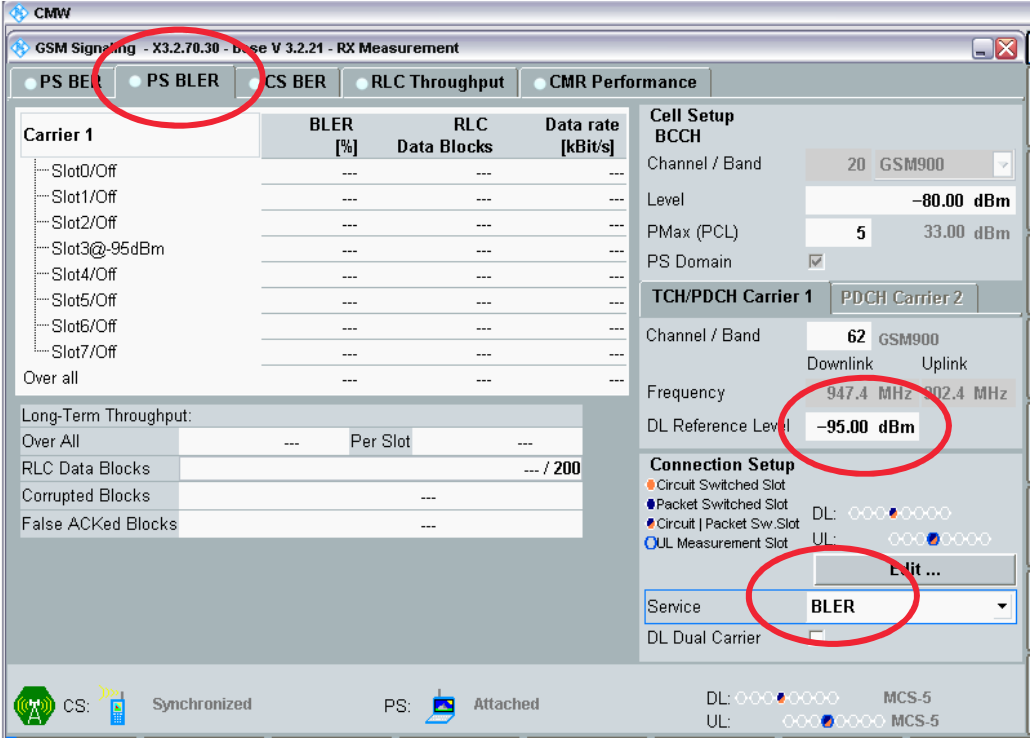 CMW
GSM Signaling - X3.2.70.30 - Base V 3.2.21 - RX Measurement
PS BER PS BLER CS BER RLC Throughput CMR Performance
Carrier 1 BLER [%] RLC Data Blocks Data rate [kBit/s]
Slot0/Off --- --- ---
Slot1/Off --- --- ---
Slot2/Off --- --- ---
Slot3@-95dBm --- --- ---
Slot4/Off --- --- ---
Slot5/Off --- --- ---
Slot6/Off --- --- ---
Slot7/Off --- --- ---
Over all --- --- ---
Long-Term Throughput:
Over All --- Per Slot ---
RLC Data Blocks --- / 200
Corrupted Blocks ---
False ACKed Blocks ---
Cell Setup
BCCH
Channel / Band 20 GSM900
Level -80.00 dBm
PMax (PCL) 5 33.00 dBm
PS Domain
TCH/PDCH Carrier 1 PDCH Carrier 2
Channel / Band 62 GSM900
Downlink Uplink
Frequency 947.4 MHz 902.4 MHz
DL Reference Level -95.00 dBm
Connection Setup
Circuit Switched Slot
Packet Switched Slot
Circuit | Packet Sw.Slot
UL Measurement Slot
DL:
UL:
Edit ...
Service BLER
DL Dual Carrier
CS: Synchronized PS: Attached
DL: MCS-5
UL: MCS-5